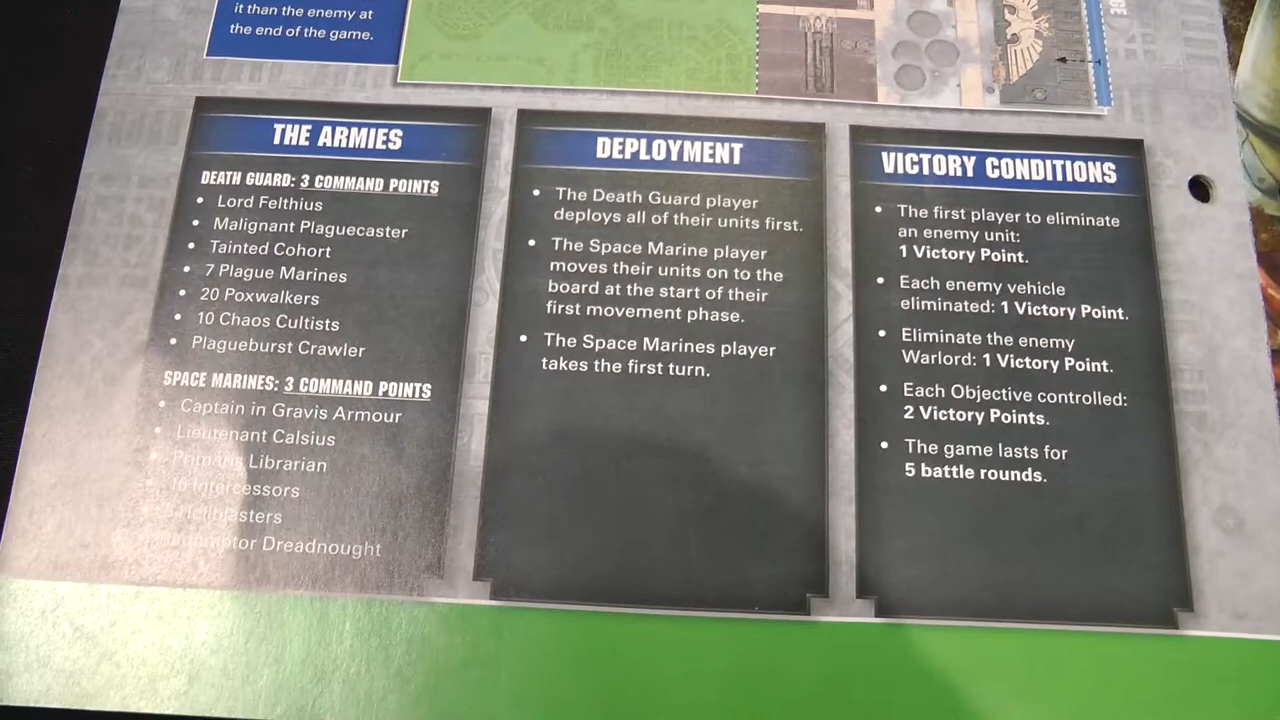 it than the enemy at
the end of the game.
THE ARMIES
DEATH GUARD: 3 COMMAND POINTS
• Lord Felthius
• Malignant Plaguecaster
• Tainted Cohort
• 7 Plague Marines
• 20 Poxwalkers
• 10 Chaos Cultists
• Plagueburst Crawler
SPACE MARINES: 3 COMMAND POINTS
• Captain in Gravis Armour
• Lieutenant Calsius
• Primaris Librarian
• Intercessors
Hellblasters
Dreadnought
DEPLOYMENT
• The Death Guard player
deploys all of their units first.
• The Space Marine player
moves their units on to the
board at the start of their
first movement phase.
• The Space Marines player
takes the first turn.
VICTORY CONDITIONS
• The first player to eliminate
an enemy unit:
1 Victory Point.
• Each enemy vehicle
eliminated: 1 Victory Point.
• Eliminate the enemy
Warlord: 1 Victory Point.
• Each Objective controlled:
2 Victory Points.
• The game lasts for
5 battle rounds.